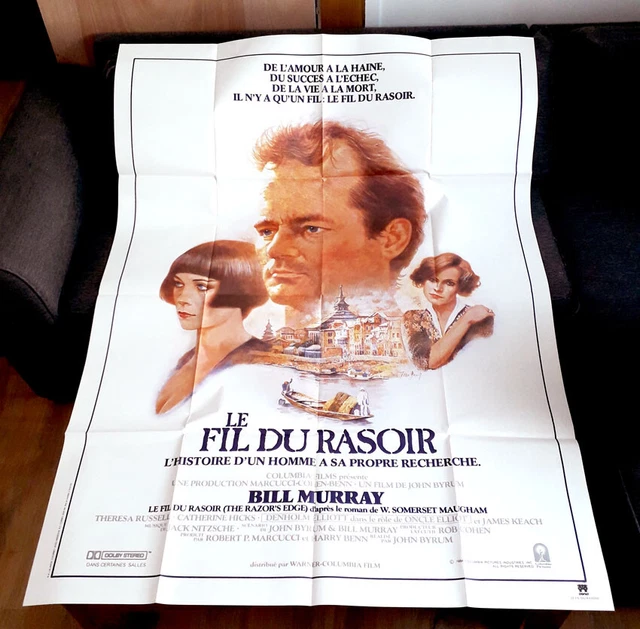 DE L'AMOUR A LA HAINE,
DU SUCCES A L'ECHEC,
DE LA VIE A LA MORT,
IL N'Y A QU'UN FIL: LE FIL DU RASOIR.
LE
FIL DU RASOIR
L'HISTOIRE D'UN HOMME A SA PROPRE RECHERCHE.
COLUMBIA FILMS présente
UNE PRODUCTION MARCUCCI-COHEN-BENN · UN FILM DE JOHN BYRUM
BILL MURRAY
LE FIL DU RASOIR (THE RAZOR'S EDGE) d'après le roman de W. SOMERSET MAUGHAM
THERESA RUSSELL CATHERINE HICKS · DENHOLM ELLIOTT dans le rôle de ONCLE ELLIOTT et JAMES KEACH
JACK NITZSCHE · JOHN BYRUM & BILL MURRAY ROB COHEN
PRODUIT PAR ROBERT P. MARCUCCI et HARRY BENN REALISE PAR JOHN BYRUM
DOLBY STEREO
DANS CERTAINES SALLES
distribué par WARNER-COLUMBIA FILM